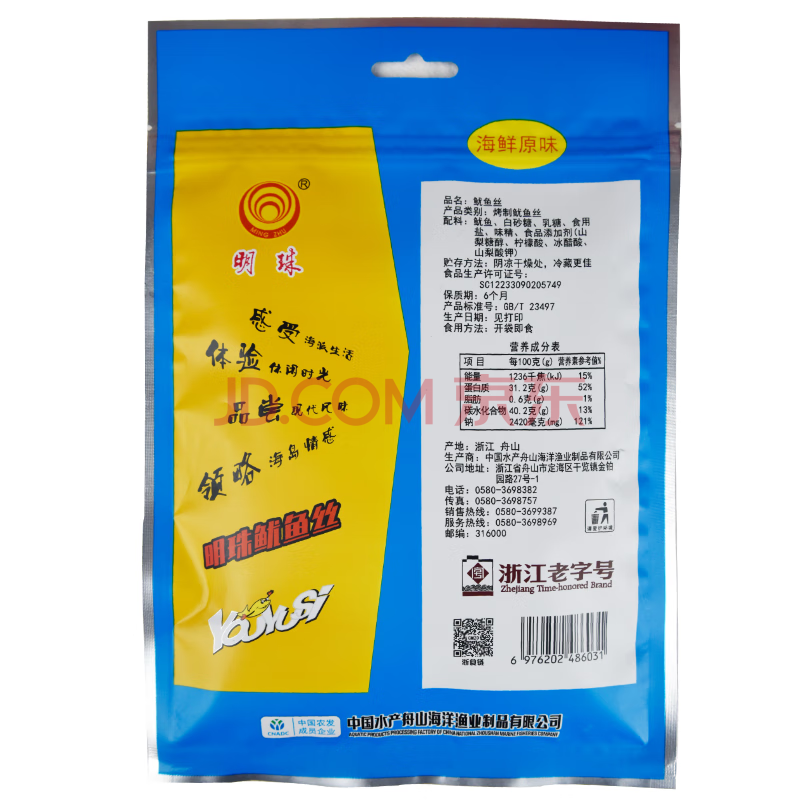 海鲜原味
®
MING ZHU
明珠
感受海派生活
体验休闲时光
品尝现代风味
领略海岛情感
明珠鱿鱼丝
YOUYUSI
品名：鱿鱼丝
产品类别：烤制鱿鱼丝
配料：鱿鱼、白砂糖、乳糖、食用
盐、味精、食品添加剂(山
梨糖醇、柠檬酸、冰醋酸、
山梨酸钾)
贮存方法：阴凉干燥处，冷藏更佳
食品生产许可证号：
SC12233090205749
保质期：6个月
产品标准号：GB/T 23497
生产日期：见打印
食用方法：开袋即食
营养成分表
项 目 每100克(g) 营养素参考值%
能量 1236千焦(kJ) 15%
蛋白质 31.2克(g) 52%
脂肪 0.6克(g) 1%
碳水化合物 40.2克(g) 13%
钠 2420毫克(mg) 121%
JD.COM 京东
产地：浙江 舟山
生产商：中国水产舟山海洋渔业制品有限公司
公司地址：浙江省舟山市定海区干览镇金铂
园路27号-1
电话：0580-3698382
传真：0580-3698757
销售热线：0580-3699387
服务热线：0580-3698969
邮编：316000
浙江老字号
Zhejiang Time-honored Brand
6 976202 486031
CNADC
中国农发
成员企业
中国水产舟山海洋渔业制品有限公司
AQUATIC PRODUCTS PROCESSING FACTORY OF CHINA NATIONAL ZHOUSHAN MARINE FISHERIES COMPANY